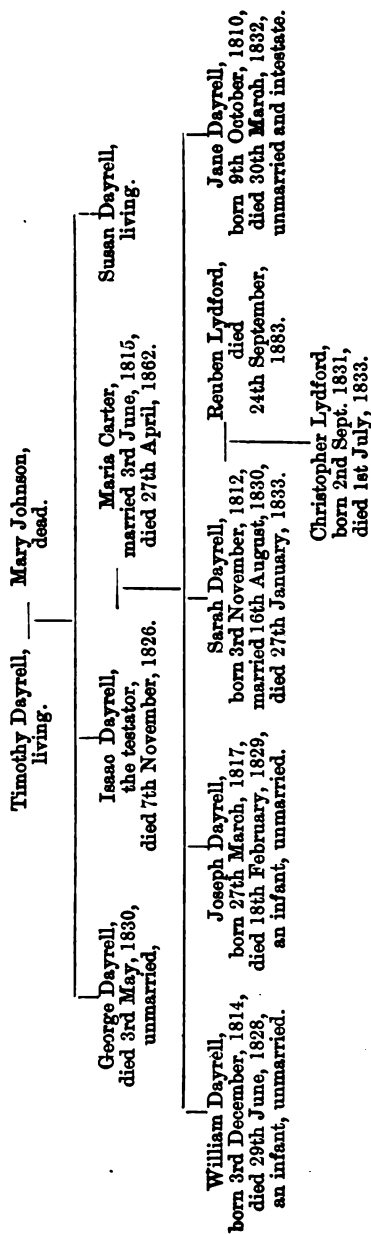 Timothy Dayrell,
living.
Mary Johnson,
dead.
George Dayrell,
died 3rd May, 1830,
unmarried,
Isaac Dayrell,
the testator,
died 7th November, 1826.
Maria Carter,
married 3rd June, 1815,
died 27th April, 1862.
Susan Dayrell,
living.
William Dayrell,
born 3rd December, 1814,
died 29th June, 1828,
an infant, unmarried.
Joseph Dayrell,
born 27th March, 1817,
died 18th February, 1829,
an infant, unmarried.
Sarah Dayrell,
born 3rd November, 1812,
married 16th August, 1830,
died 27th January, 1833.
Reuben Lydford,
died
24th September,
1883.
Jane Dayrell,
born 9th October, 1810,
died 30th March, 1832,
unmarried and intestate.
Christopher Lydford,
born 2nd Sept. 1831,
died 1st July, 1833.